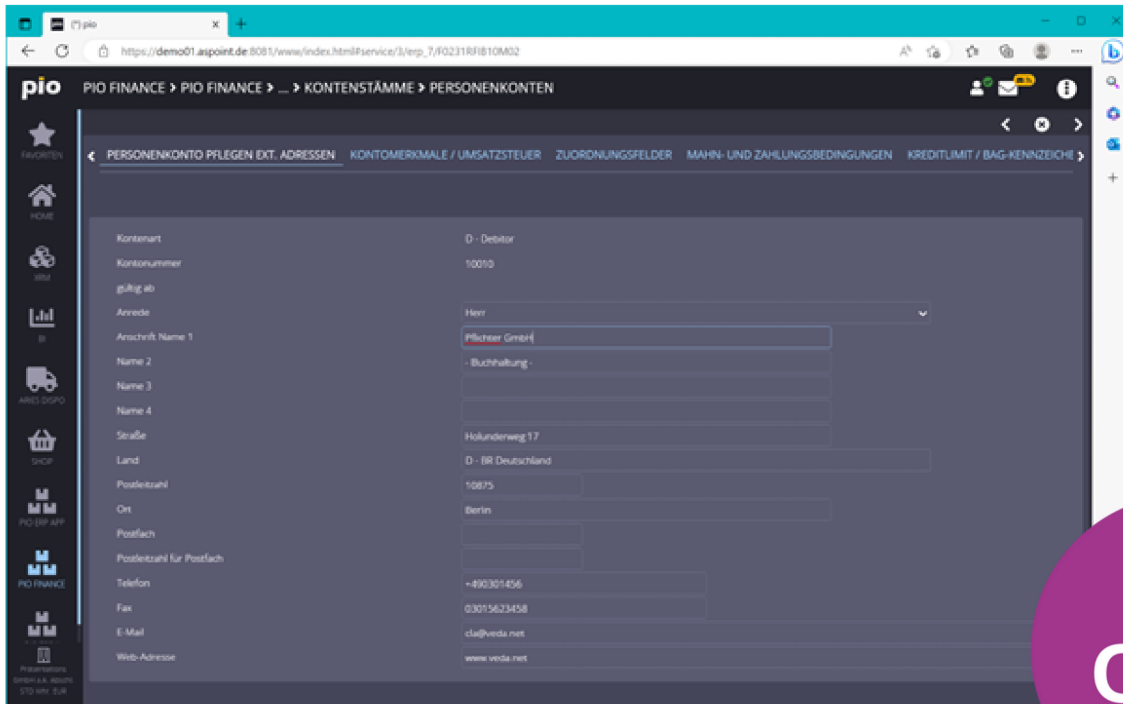 (*) pio
https://demo01.aspoint.de:8081/www/index.html#service/3/erp_7/F0231RFIB10M02
pio
PIO FINANCE > PIO FINANCE > ... > KONTENSTÄMME > PERSONENKONTEN
PERSONENKONTO PFLEGEN EXT. ADRESSEN KONTOMERKMALE / UMSATZSTEUER ZUORDNUNGSFELDER MAHN- UND ZAHLUNGSBEDINGUNGEN KREDITLIMIT / BAG-KENNZEICHE
FAVORITEN
HOME
XRM
BI
ARIES DISPO
SHOP
PIO ERP APP
PIO FINANCE
Kontenart D - Debitor
Kontonummer 10010
gültig ab
Anrede Herr
Anschrift Name 1 Pflichter GmbH
Name 2 - Buchhaltung -
Name 3
Name 4
Straße Holunderweg 17
Land D - BR Deutschland
Postleitzahl 10875
Ort Berlin
Postfach
Postleitzahl für Postfach
Telefon +490301456
Fax 03015623458
E-Mail cla@veda.net
Web-Adresse www.veda.net